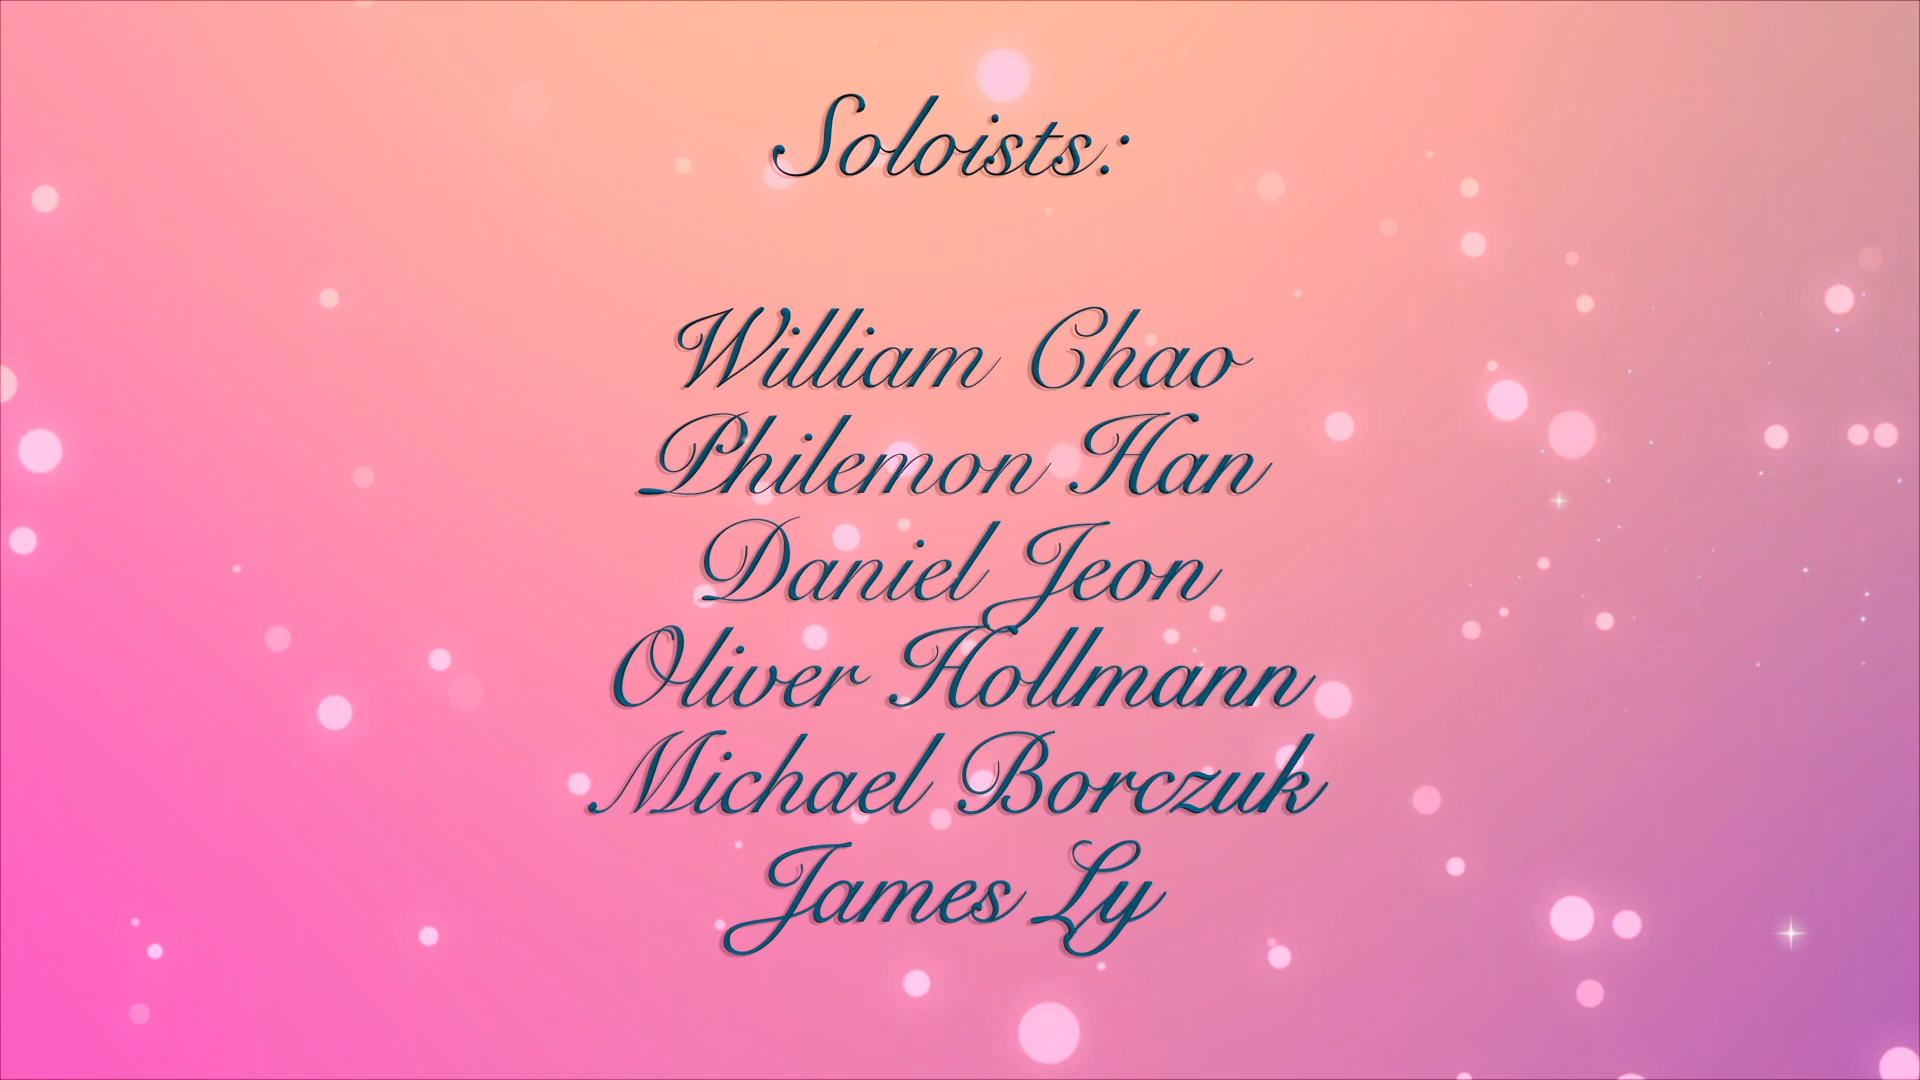 Soloists:
William Chao
Philemon Han
Daniel Jeon
Oliver Hollmann
Michael Borczuk
James Ly